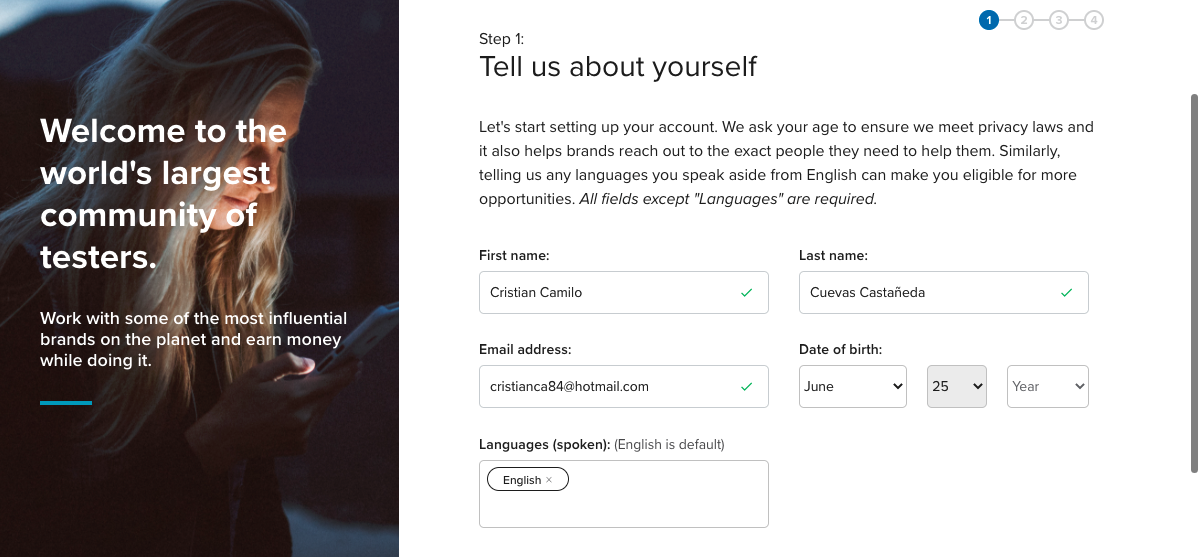 Welcome to the
world's largest
community of
testers.
Work with some of the most influential
brands on the planet and earn money
while doing it.
1 2 3 4
Step 1:
Tell us about yourself
Let's start setting up your account. We ask your age to ensure we meet privacy laws and
it also helps brands reach out to the exact people they need to help them. Similarly,
telling us any languages you speak aside from English can make you eligible for more
opportunities. All fields except "Languages" are required.
First name: Last name:
Cristian Camilo Cuevas Castañeda
Email address: Date of birth:
cristianca84@hotmail.com June 25 Year
Languages (spoken): (English is default)
English ×